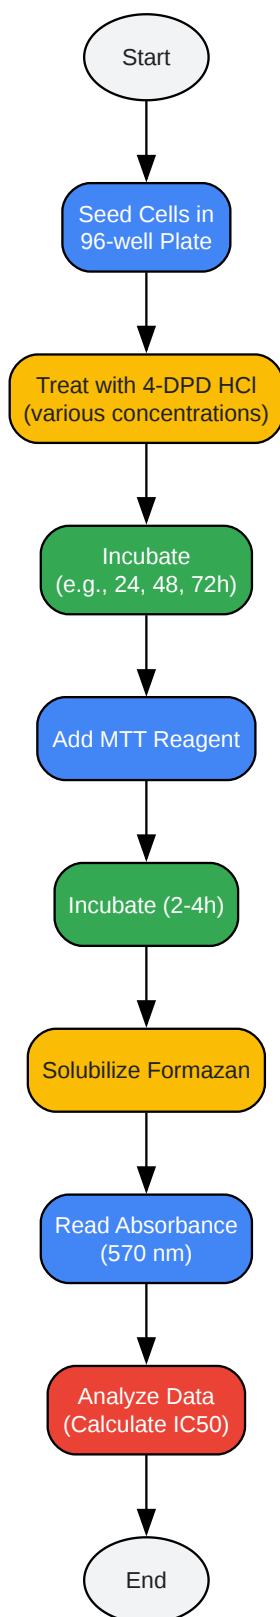 Start
Seed Cells in
96-well Plate
Treat with 4-DPD HCl
(various concentrations)
Incubate
(e.g., 24, 48, 72h)
Add MTT Reagent
Incubate (2-4h)
Solubilize Formazan
Read Absorbance
(570 nm)
Analyze Data
(Calculate IC50)
End